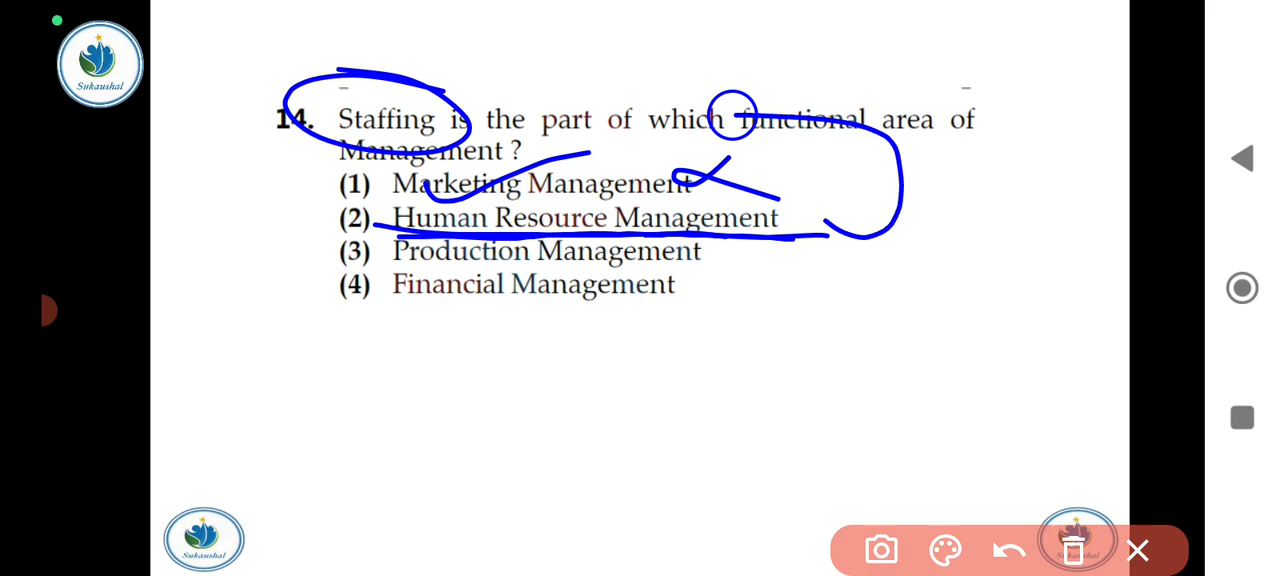 Sukaushal
14. Staffing is the part of which functional area of
Management ?
(1) Marketing Management
(2) Human Resource Management
(3) Production Management
(4) Financial Management
Sukaushal
Sukaushal